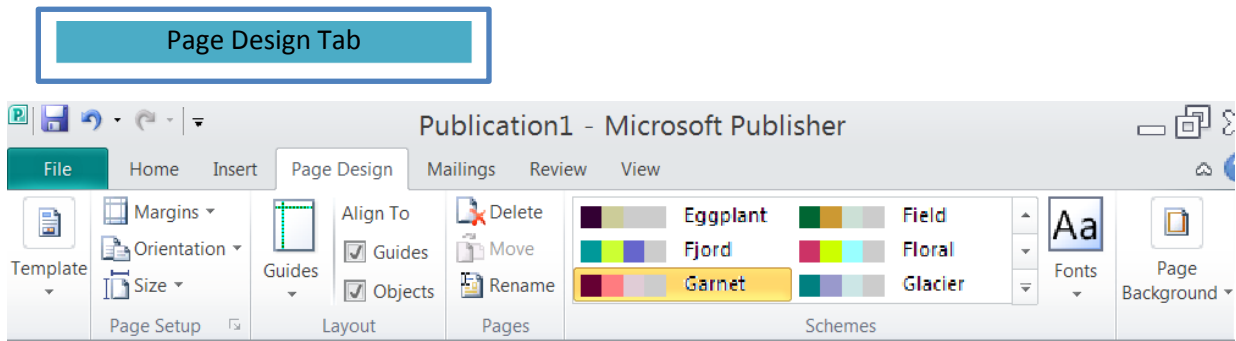 Page Design Tab
Publication1 - Microsoft Publisher
File Home Insert Page Design Mailings Review View
Template
Margins
Orientation
Size
Page Setup
Guides
Align To
Guides
Objects
Layout
Delete
Move
Rename
Pages
Eggplant Field
Fjord Floral
Garnet Glacier
Schemes
Aa
Fonts
Page
Background